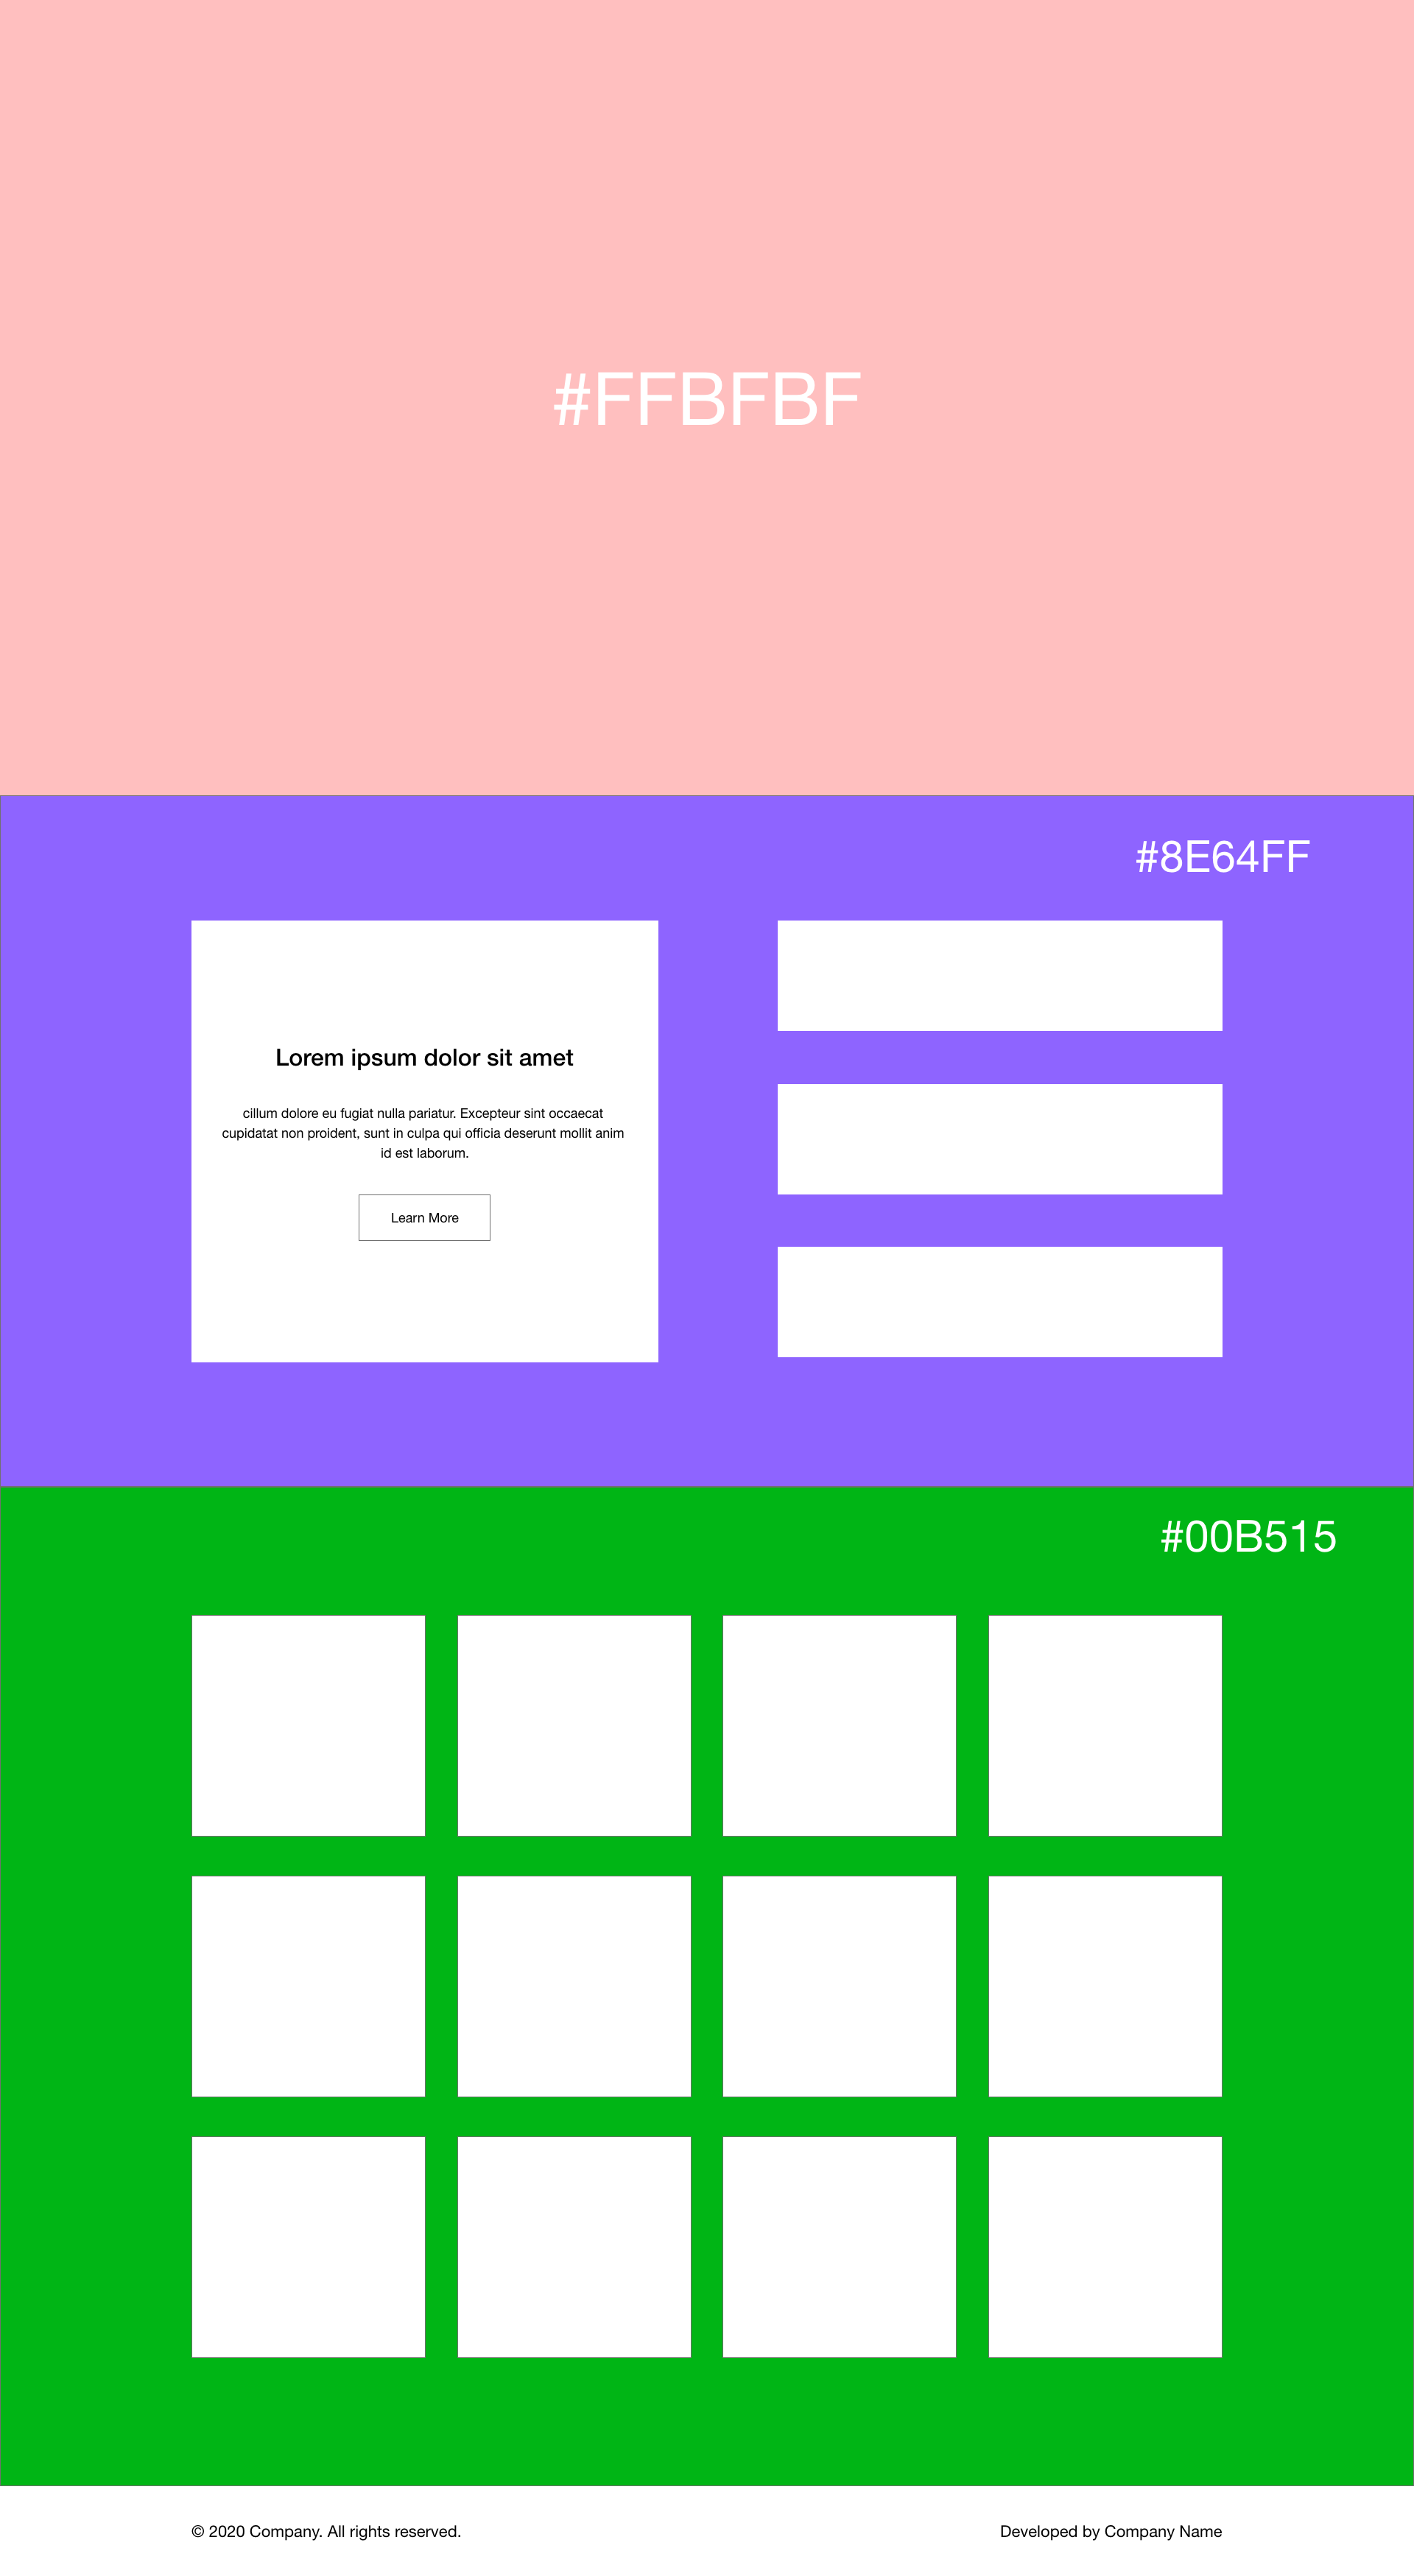 #FFBFBF
#8E64FF
Lorem ipsum dolor sit amet
cillum dolore eu fugiat nulla pariatur. Excepteur sint occaecat
cupidatat non proident, sunt in culpa qui officia deserunt mollit anim
id est laborum.
Learn More
#00B515
© 2020 Company. All rights reserved.
Developed by Company Name